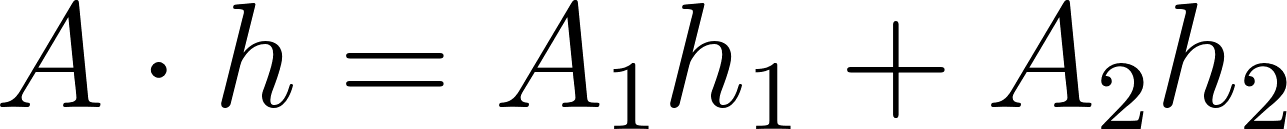 A · h = A₁h₁ + A₂h₂